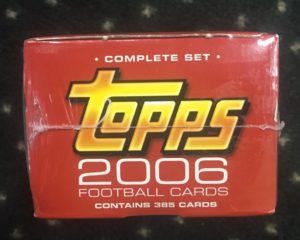 • COMPLETE SET •
topps
2006
FOOTBALL CARDS
CONTAINS 385 CARDS